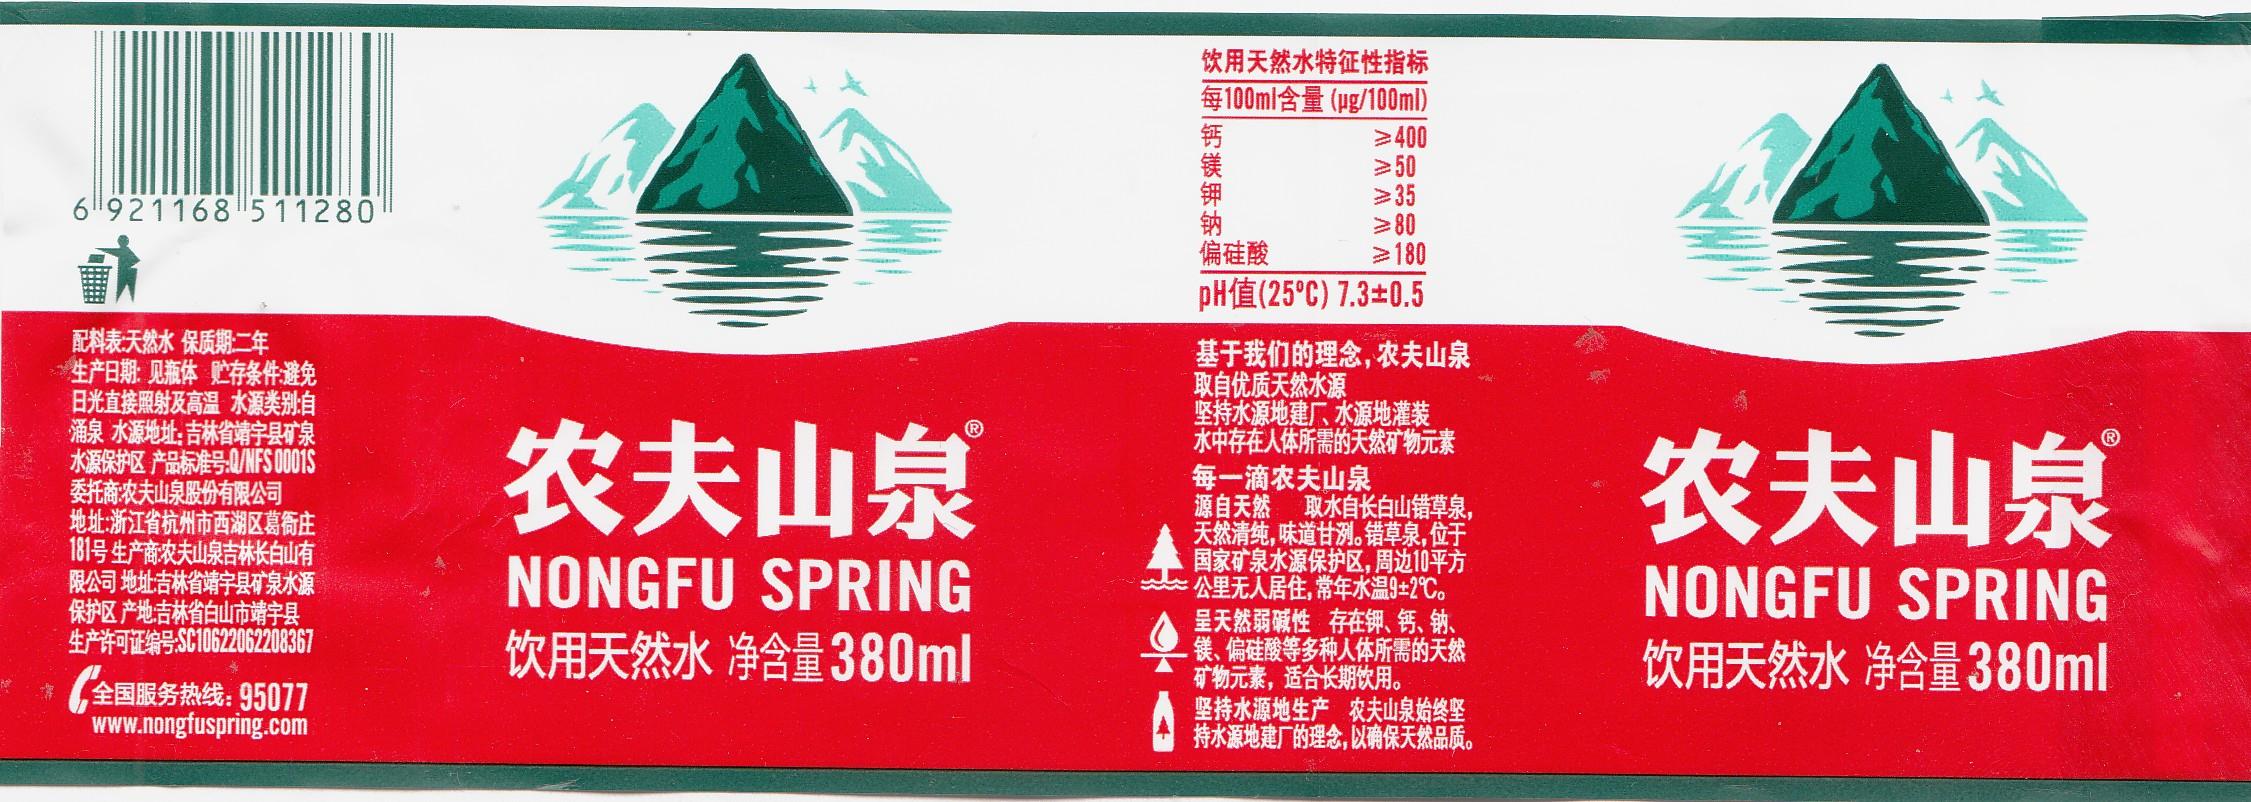 6 921168 511280
配料表:天然水 保质期:二年
生产日期: 见瓶体 贮存条件:避免
日光直接照射及高温 水源类别:自
涌泉 水源地址: 吉林省靖宇县矿泉
水源保护区 产品标准号:Q/NFS 0001S
委托商:农夫山泉股份有限公司
地址:浙江省杭州市西湖区葛衙庄
181号 生产商:农夫山泉吉林长白山有
限公司 地址:吉林省靖宇县矿泉水源
保护区 产地:吉林省白山市靖宇县
生产许可证编号:SC10622062208367
全国服务热线: 95077
www.nongfuspring.com
农夫山泉®
NONGFU SPRING
饮用天然水 净含量 380ml
饮用天然水特征性指标
每100ml含量 (μg/100ml)
钙 ≥400
镁 ≥50
钾 ≥35
钠 ≥80
偏硅酸 ≥180
pH值(25℃) 7.3±0.5
基于我们的理念, 农夫山泉
取自优质天然水源
坚持水源地建厂、水源地灌装
水中存在人体所需的天然矿物元素
每一滴农夫山泉
源自天然 取水自长白山错草泉,
天然清纯, 味道甘洌。错草泉, 位于
国家矿泉水源保护区, 周边10平方
公里无人居住, 常年水温9±2℃。
呈天然弱碱性 存在钾、钙、钠、
镁、偏硅酸等多种人体所需的天然
矿物元素, 适合长期饮用。
坚持水源地生产 农夫山泉始终坚
持水源地建厂的理念, 以确保天然品质。
农夫山泉®
NONGFU SPRING
饮用天然水 净含量 380ml